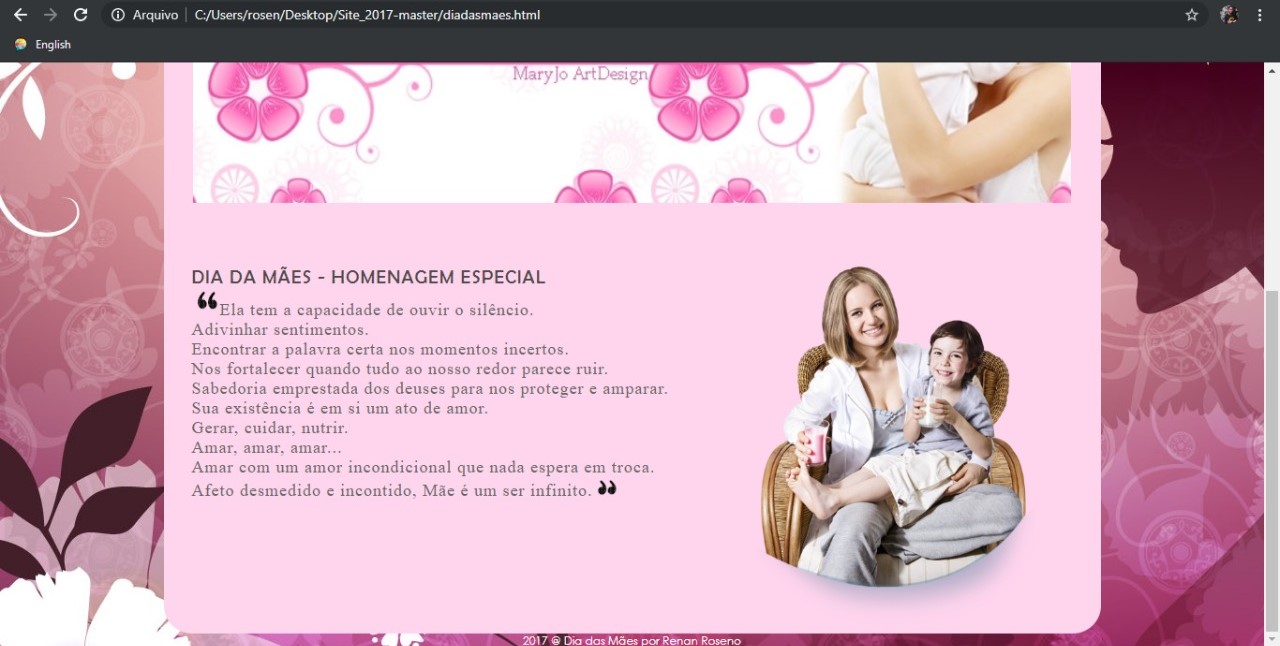 Arquivo
C:/Users/rosen/Desktop/Site_2017-master/diadasmaes.html
English
MaryJo ArtDesign
DIA DA MÃES - HOMENAGEM ESPECIAL
❝Ela tem a capacidade de ouvir o silêncio.
Adivinhar sentimentos.
Encontrar a palavra certa nos momentos incertos.
Nos fortalecer quando tudo ao nosso redor parece ruir.
Sabedoria emprestada dos deuses para nos proteger e amparar.
Sua existência é em si um ato de amor.
Gerar, cuidar, nutrir.
Amar, amar, amar...
Amar com um amor incondicional que nada espera em troca.
Afeto desmedido e incontido, Mãe é um ser infinito. ❞
2017 @ Dia das Mães por Renan Roseno